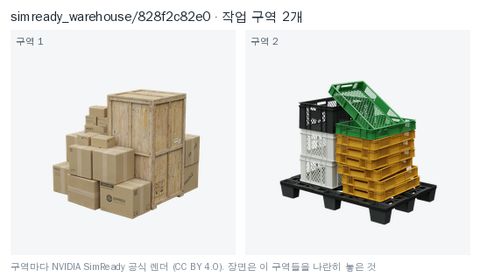 simready_warehouse/828f2c82e0 · 작업 구역 2개
구역 1
구역 2
구역마다 NVIDIA SimReady 공식 렌더 (CC BY 4.0). 장면은 이 구역들을 나란히 놓은 것